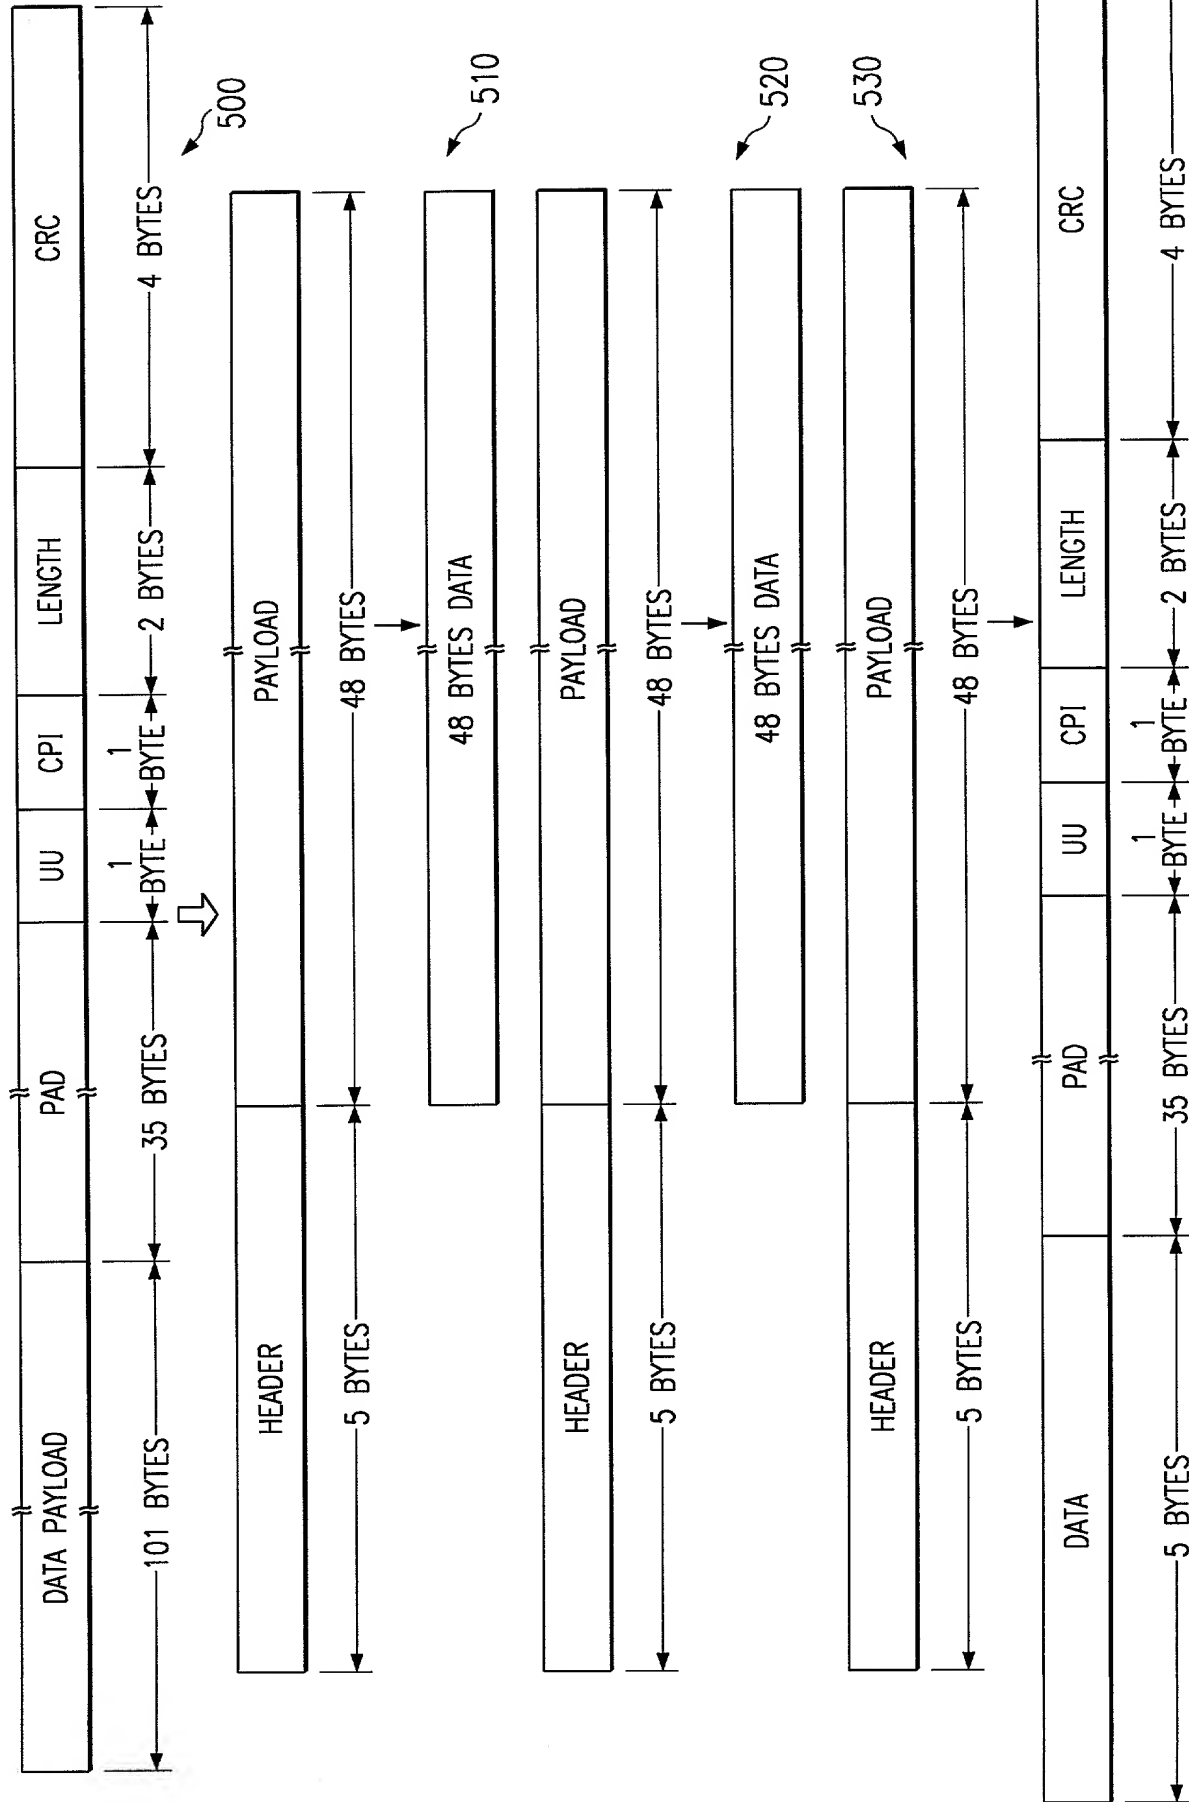 DATA PAYLOAD
PAD
UU
CPI
LENGTH
CRC
101 BYTES
35 BYTES
1
BYTE
1
BYTE
2 BYTES
4 BYTES
500
HEADER
PAYLOAD
5 BYTES
48 BYTES
48 BYTES DATA
510
HEADER
PAYLOAD
5 BYTES
48 BYTES
48 BYTES DATA
520
HEADER
PAYLOAD
530
5 BYTES
48 BYTES
DATA
PAD
UU
CPI
LENGTH
CRC
5 BYTES
35 BYTES
1
BYTE
1
BYTE
2 BYTES
4 BYTES